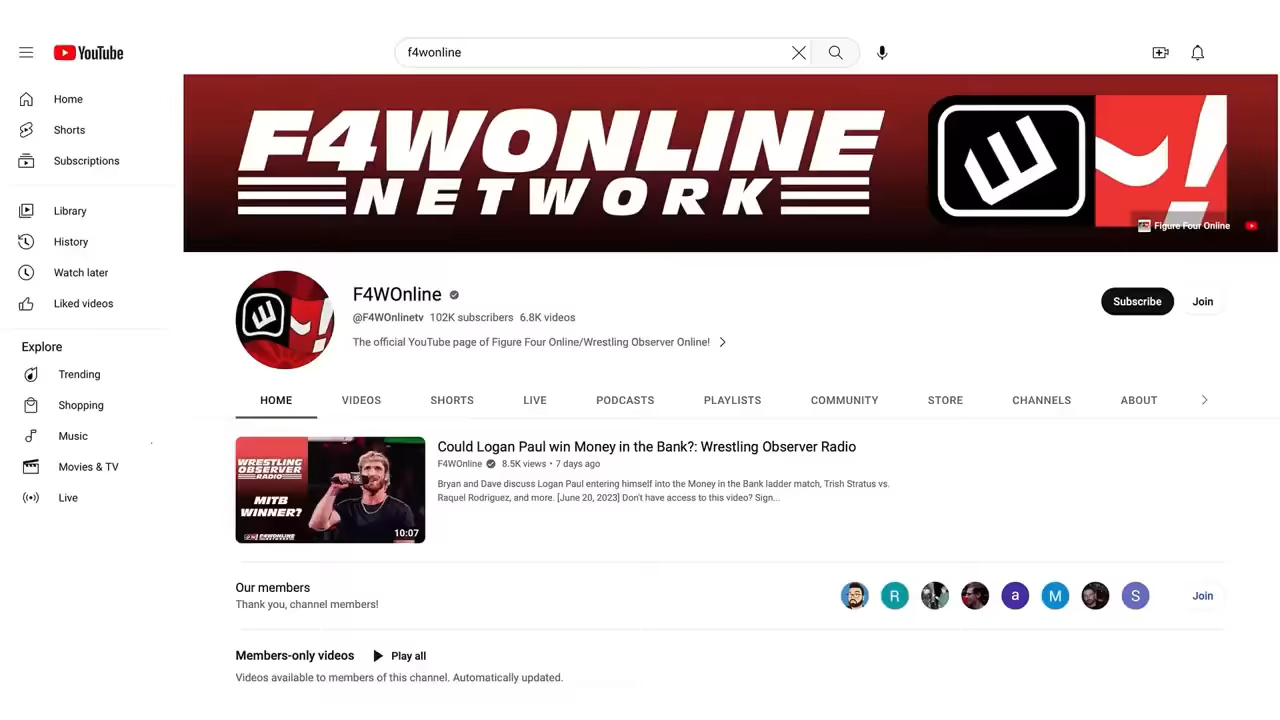 YouTube
f4wonline
Home
Shorts
Subscriptions
Library
History
Watch later
Liked videos
Explore
Trending
Shopping
Music
Movies & TV
Live
F4WONLINE
NETWORK
Figure Four Online
F4WOnline
@F4WOnlinetv 102K subscribers 6.8K videos
The official YouTube page of Figure Four Online/Wrestling Observer Online!
Subscribe
Join
HOME VIDEOS SHORTS LIVE PODCASTS PLAYLISTS COMMUNITY STORE CHANNELS ABOUT
WRESTLING
OBSERVER
RADIO
MITB
WINNER?
F4WONLINE
NETWORK
10:07
Could Logan Paul win Money in the Bank?: Wrestling Observer Radio
F4WOnline 8.5K views • 7 days ago
Bryan and Dave discuss Logan Paul entering himself into the Money in the Bank ladder match, Trish Stratus vs.
Raquel Rodriguez, and more. [June 20, 2023] Don't have access to this video? Sign...
Our members
Thank you, channel members!
R a M S
Join
Members-only videos Play all
Videos available to members of this channel. Automatically updated.